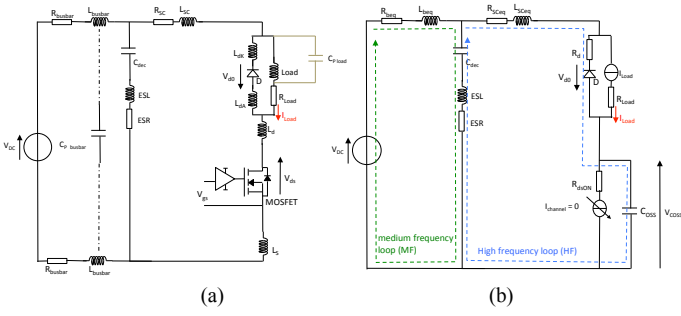 R_busbar
L_busbar
R_SC
L_SC
C_dec
L_dK
V_d0
D
L_dA
Load
C_P load
R_Load
I_Load
ESL
ESR
L_d
V_DC
C_P busbar
V_gs
V_ds
MOSFET
R_busbar
L_busbar
L_S
(a)
R_beq
L_beq
R_SCeq
L_SCeq
C_dec
R_d
V_d0
D
I_Load
R_Load
I_Load
ESL
ESR
V_DC
R_dsON
I_channel = 0
C_OSS
V_COSS
medium frequency
loop (MF)
High frequency loop (HF)
(b)